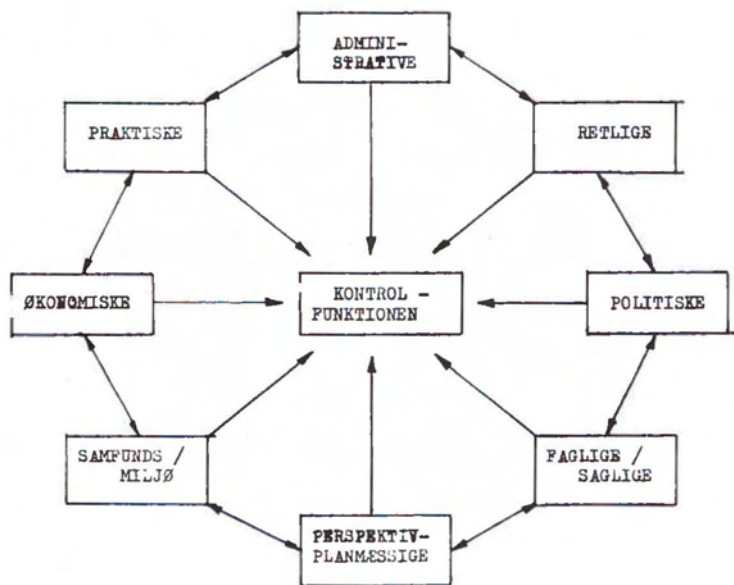 ADMINI-
STRATIVE
PRAKTISKE
RETLIGE
ØKONOMISKE
KONTROL -
FUNKTIONEN
POLITISKE
SAMFUNDS /
MILJØ
FAGLIGE /
SAGLIGE
PERSPEKTIV-
PLANMÆSSIGE